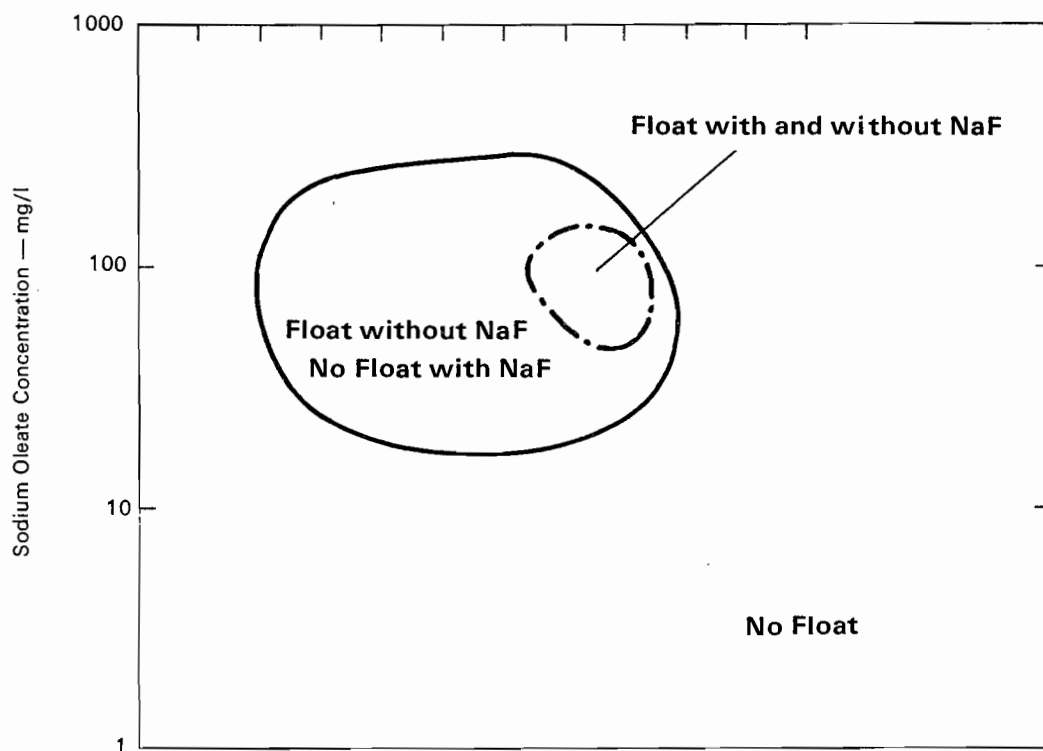 1000
Float with and without NaF
100
Float without NaF
No Float with NaF
10
No Float
1
Sodium Oleate Concentration — mg/l